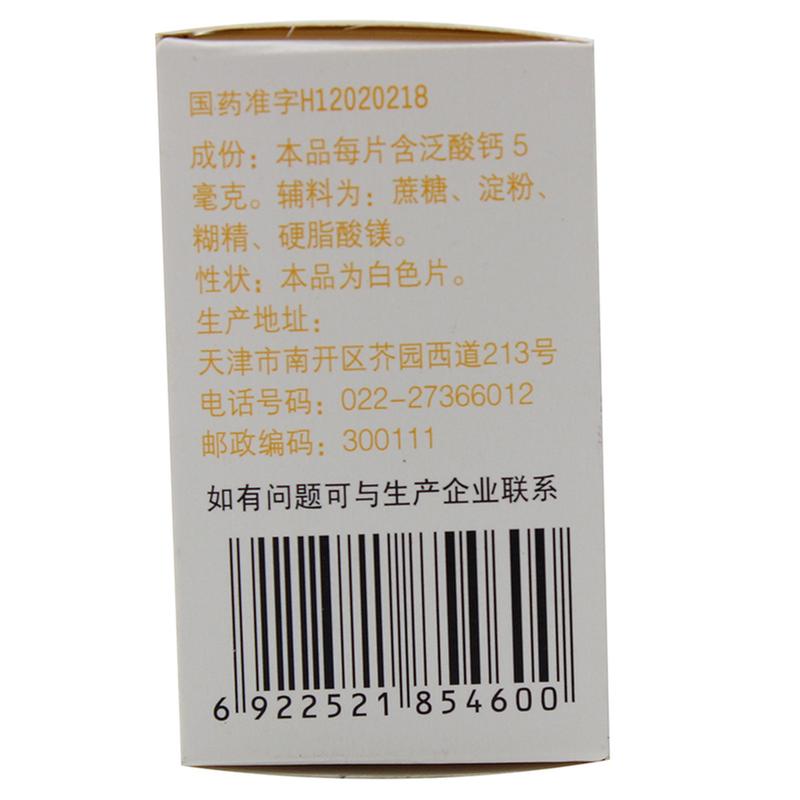 国药准字H12020218
成份：本品每片含泛酸钙 5
毫克。辅料为：蔗糖、淀粉、
糊精、硬脂酸镁。
性状：本品为白色片。
生产地址：
天津市南开区芥园西道213号
电话号码：022-27366012
邮政编码：300111
如有问题可与生产企业联系
6 922521 854600